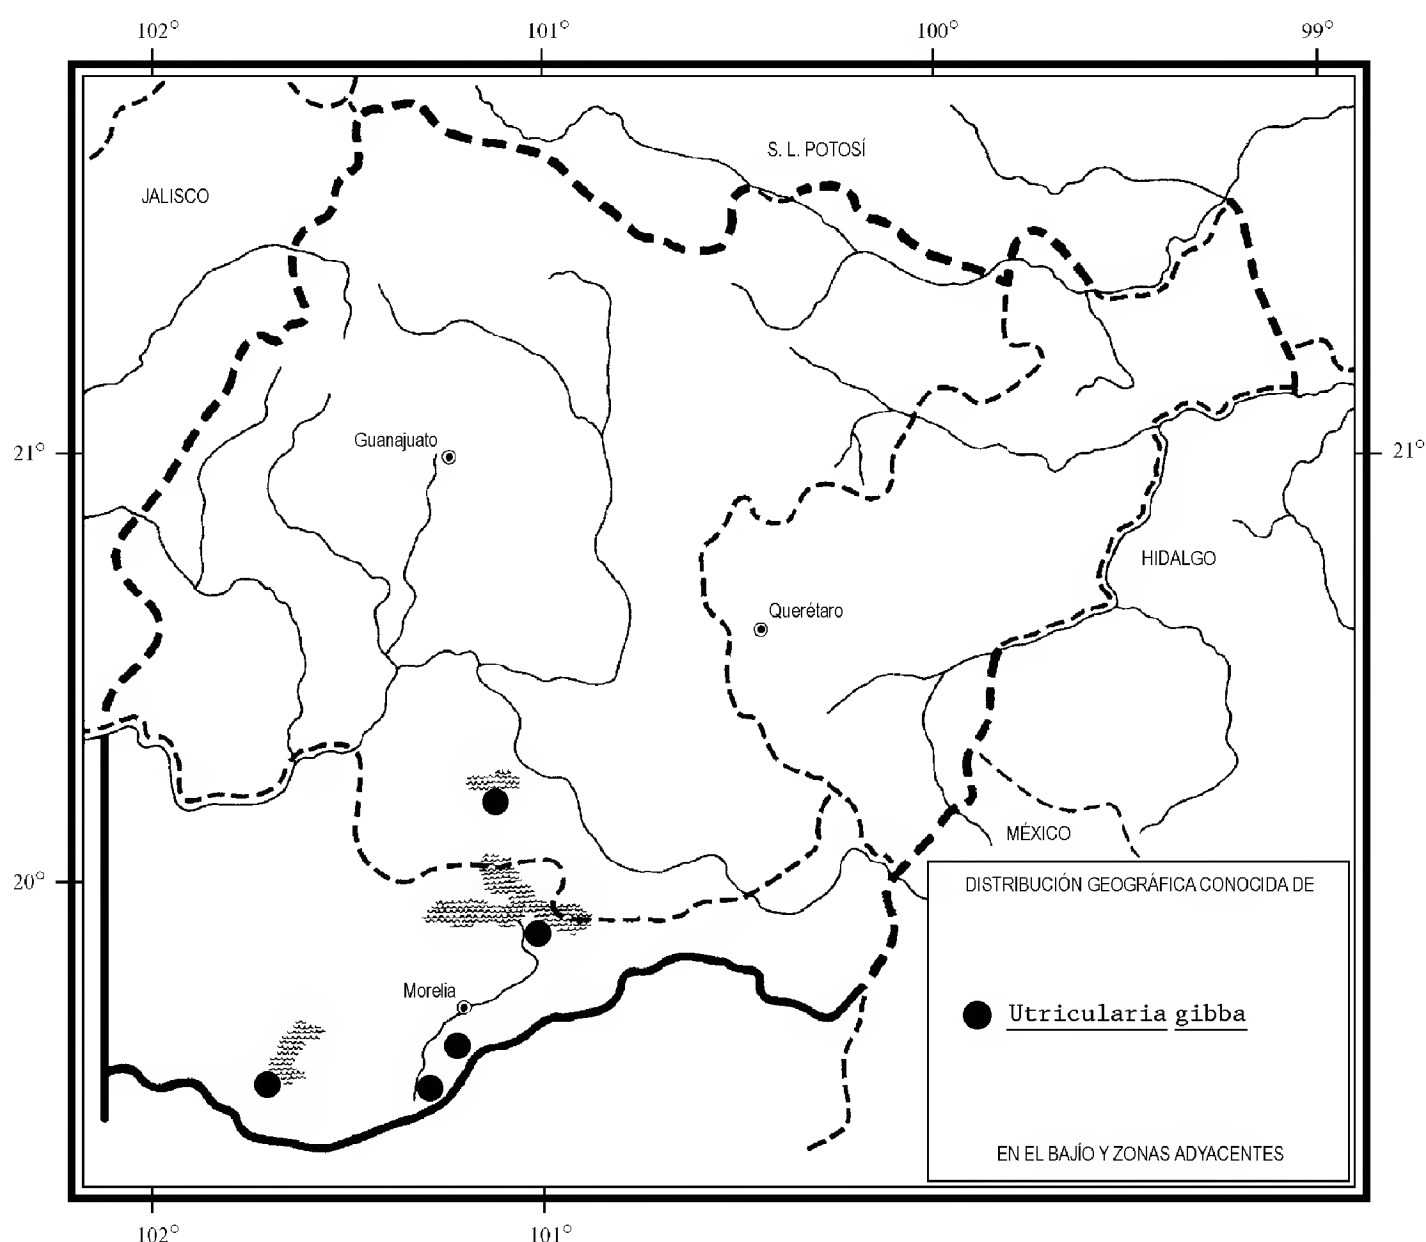 102° 101° 100° 99°
S. L. POTOSÍ
JALISCO
Guanajuato
21° 21°
HIDALGO
Querétaro
MÉXICO
20°
DISTRIBUCIÓN GEOGRÁFICA CONOCIDA DE
Morelia
Utricularia gibba
EN EL BAJÍO Y ZONAS ADYACENTES
102° 101°